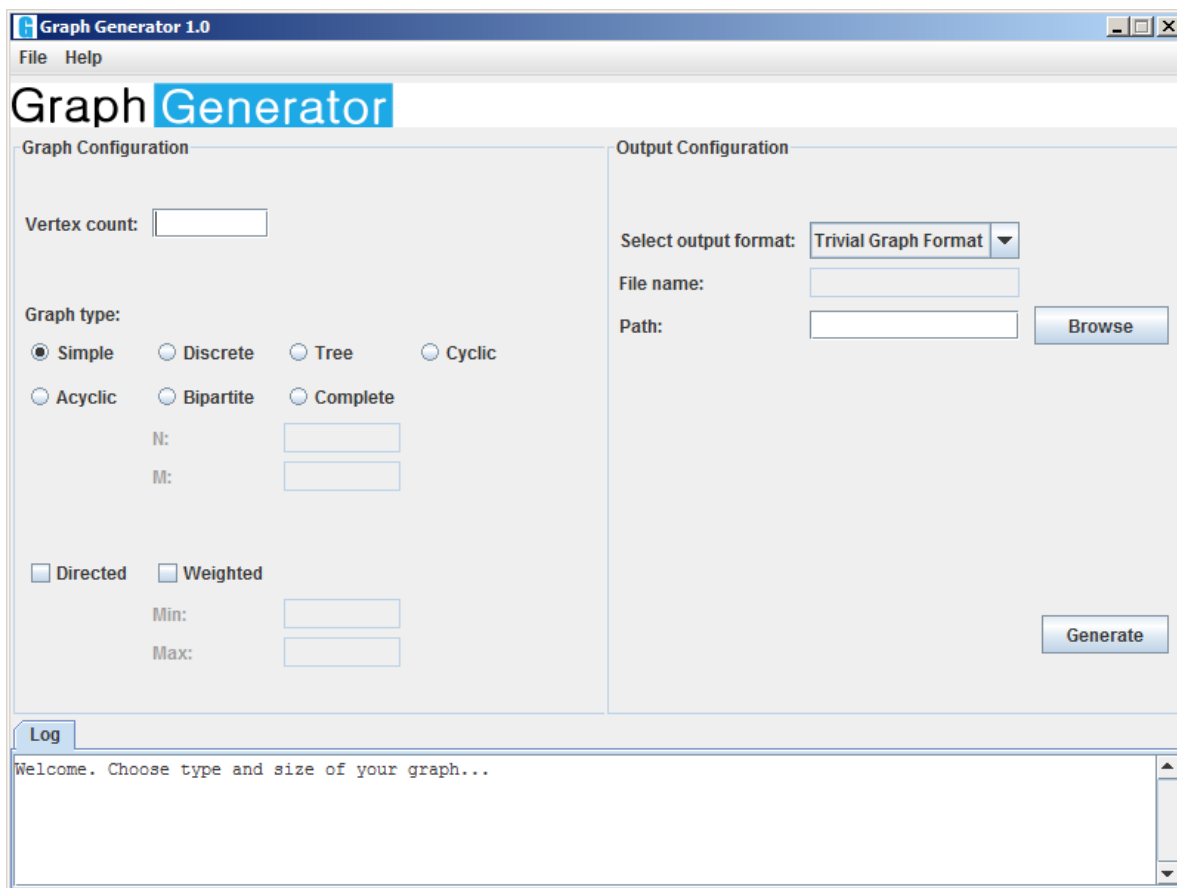 Graph Generator 1.0
File Help
Graph Generator
Graph Configuration
Vertex count:
Graph type:
Simple Discrete Tree Cyclic
Acyclic Bipartite Complete
N:
M:
Directed Weighted
Min:
Max:
Output Configuration
Select output format: Trivial Graph Format
File name:
Path: Browse
Generate
Log
Welcome. Choose type and size of your graph...